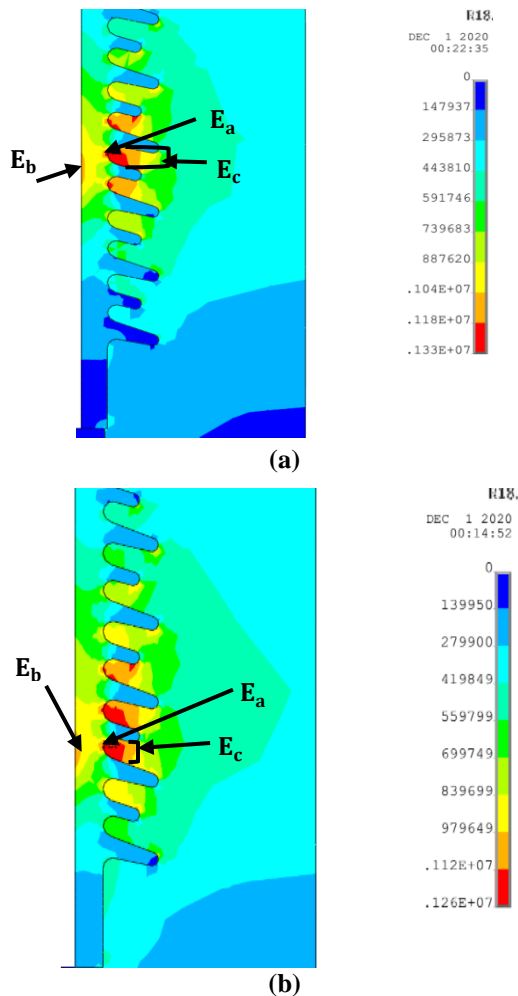 R18.
DEC 1 2020
00:22:35
0
147937
295873
443810
591746
739683
887620
.104E+07
.118E+07
.133E+07
Ea
Eb
Ec
(a)
R18.
DEC 1 2020
00:14:52
0
139950
279900
419849
559799
699749
839699
979649
.112E+07
.126E+07
Eb
Ea
Ec
(b)